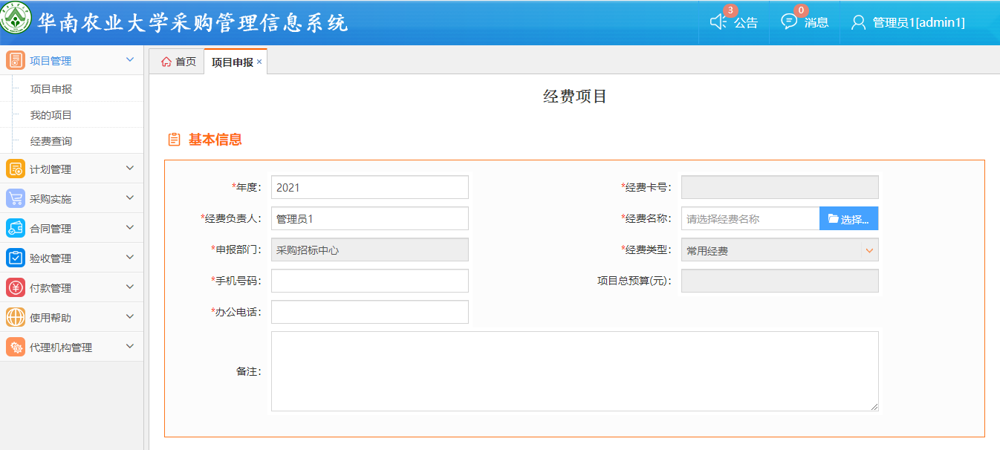 华南农业大学采购管理信息系统
3
公告
0
消息
管理员1[admin1]
项目管理
项目申报
我的项目
经费查询
计划管理
采购实施
合同管理
验收管理
付款管理
使用帮助
代理机构管理
首页
项目申报 ×
经费项目
基本信息
*年度： 2021
*经费卡号：
*经费负责人： 管理员1
*经费名称： 请选择经费名称 选择...
*申报部门： 采购招标中心
*经费类型： 常用经费
*手机号码：
项目总预算(元)：
*办公电话：
备注：